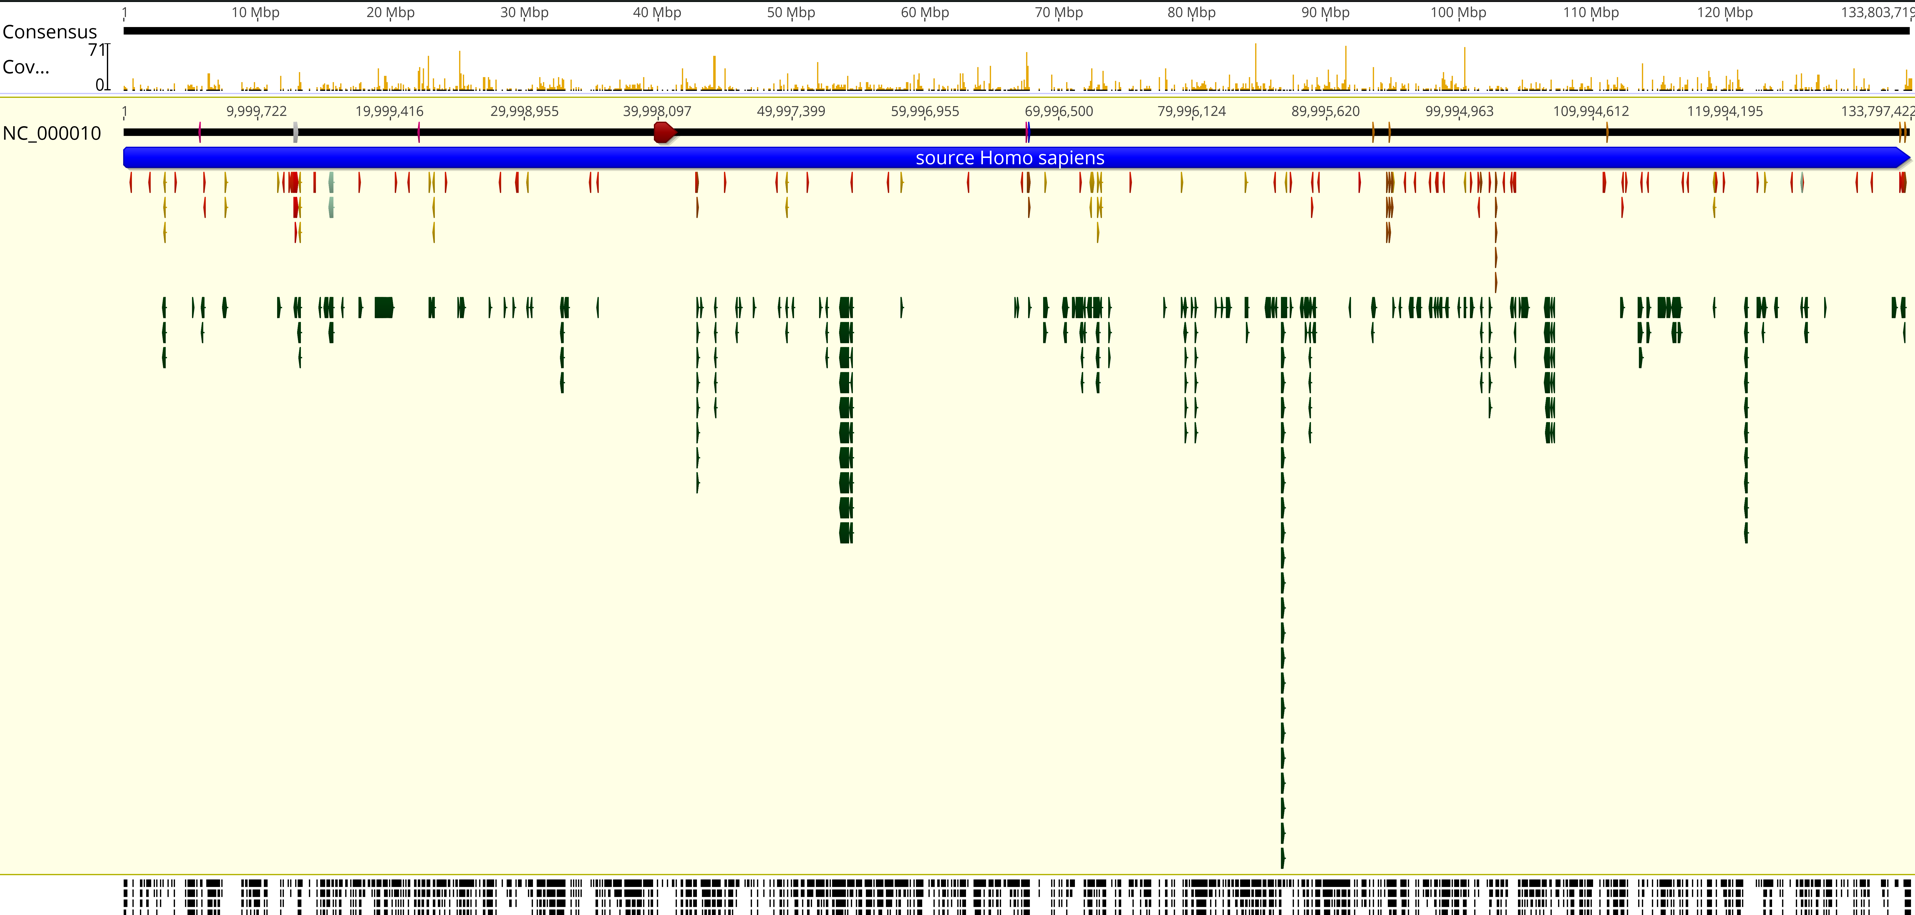 1 10 Mbp 20 Mbp 30 Mbp 40 Mbp 50 Mbp 60 Mbp 70 Mbp 80 Mbp 90 Mbp 100 Mbp 110 Mbp 120 Mbp 133,803,719
Consensus
71
Cov...
0
1 9,999,722 19,999,416 29,998,955 39,998,097 49,997,399 59,996,955 69,996,500 79,996,124 89,995,620 99,994,963 109,994,612 119,994,195 133,797,422
NC_000010
source Homo sapiens